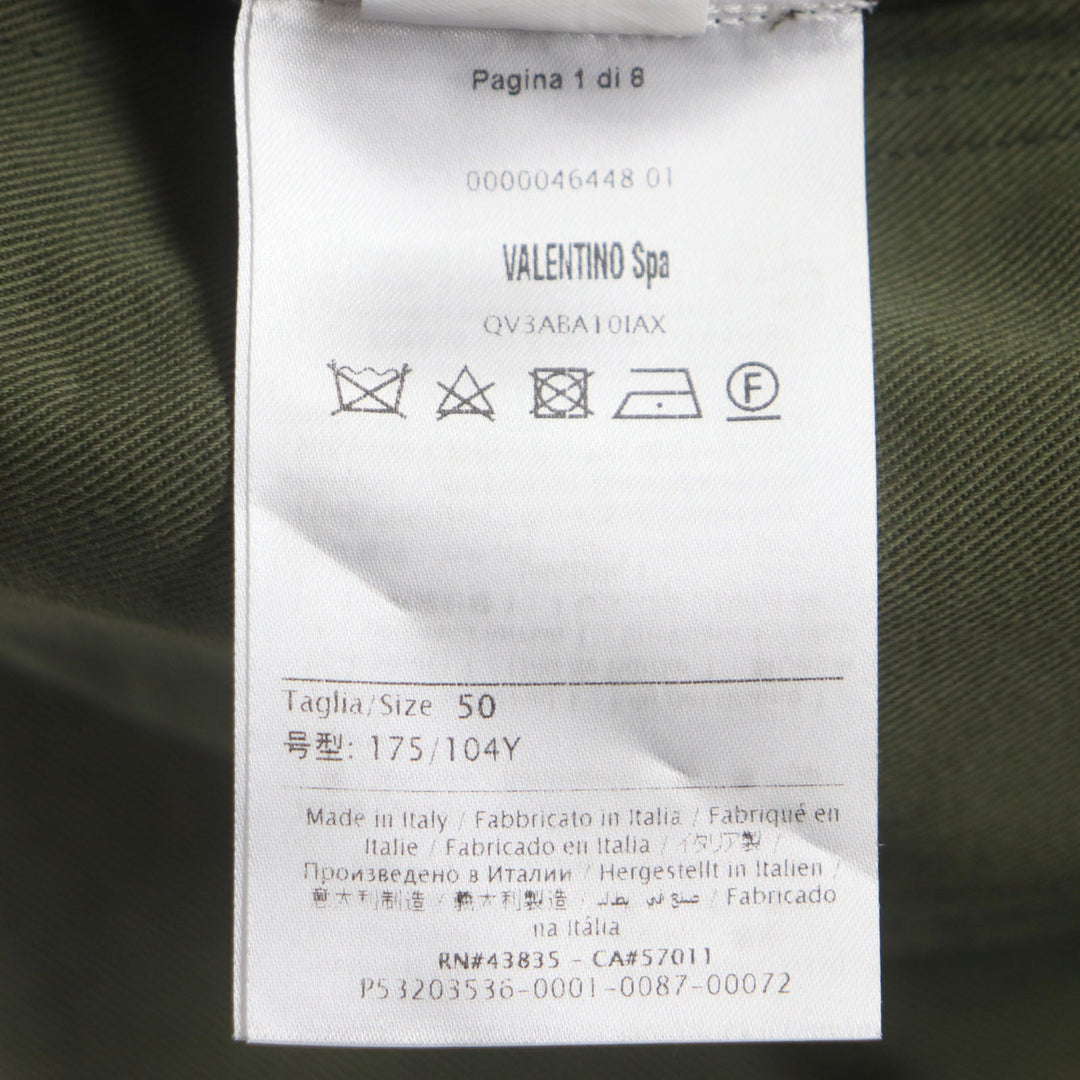 Pagina 1 di 8
0000046448 01
VALENTINO Spa
QV3ABA10IAX
F
Taglia/Size 50
号型: 175/104Y
Made in Italy / Fabbricato in Italia / Fabriqué en
Italie / Fabricado en Italia / イタリア製 /
Произведено в Италии / Hergestellt in Italien /
意大利制造 / 義大利製造 / صنع في إيطاليا / Fabricado
na Itália
RN#43835 - CA#57011
P53203536-0001-0087-00072